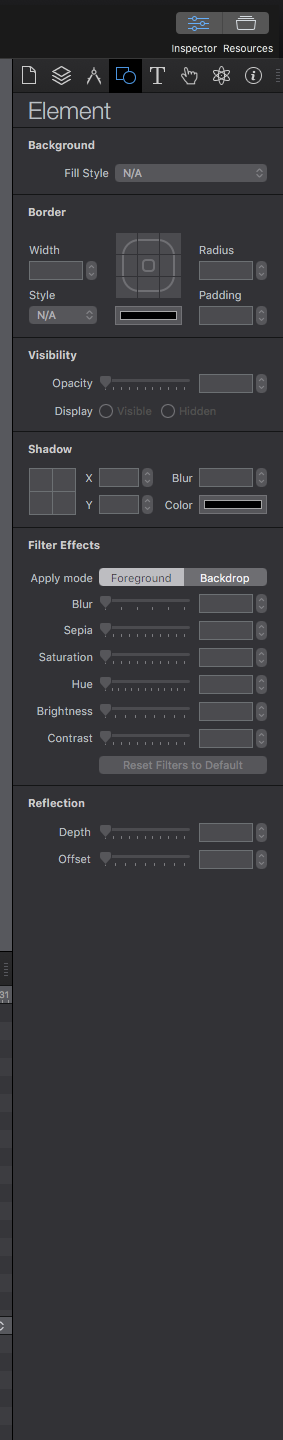 Inspector Resources
T
Element
Background
Fill Style N/A
Border
Width Radius
Style Padding
N/A
Visibility
Opacity
Display Visible Hidden
Shadow
X Blur
Y Color
Filter Effects
Apply mode Foreground Backdrop
Blur
Sepia
Saturation
Hue
Brightness
Contrast
Reset Filters to Default
Reflection
Depth
Offset
31